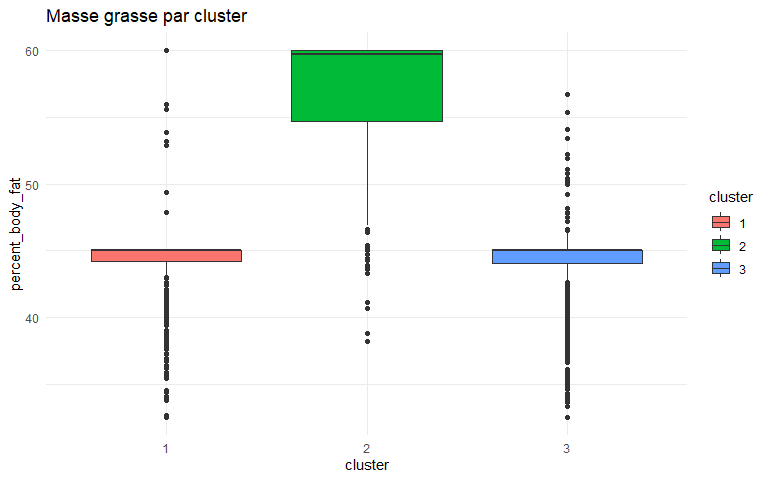 Masse grasse par cluster
percent_body_fat
60
50
40
1
2
3
cluster
cluster
1
2
3